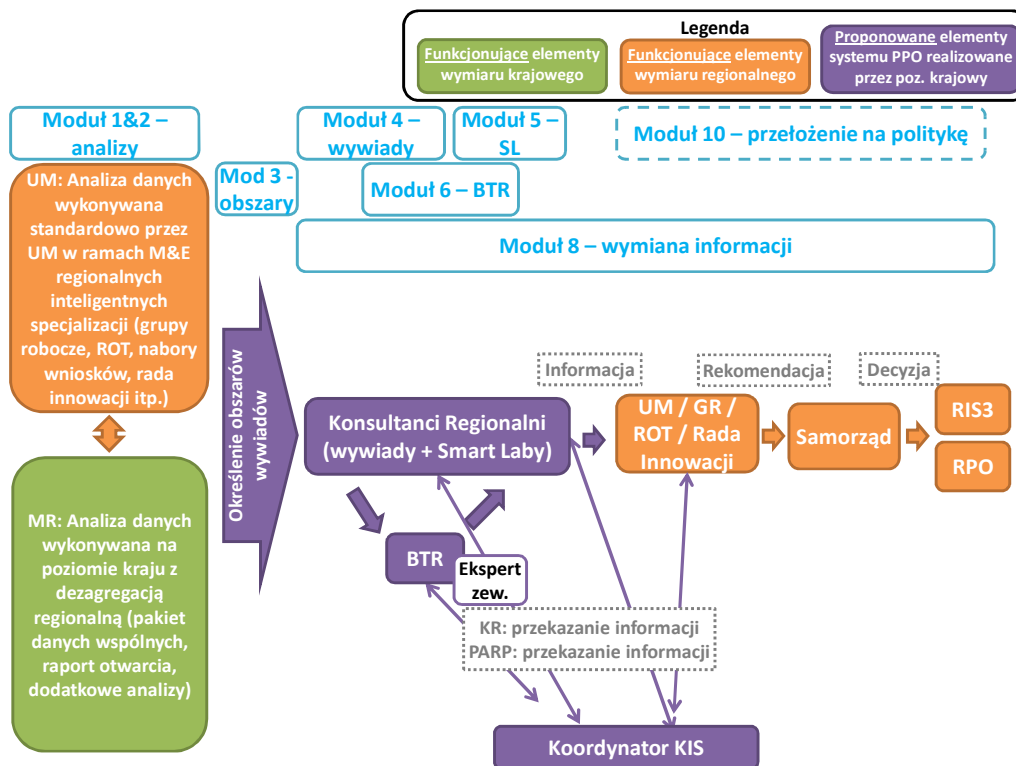 Legenda
Funkcjonujące elementy
wymiaru krajowego
Funkcjonujące elementy
wymiaru regionalnego
Proponowane elementy
systemu PPO realizowane
przez poz. krajowy
Moduł 1&2 –
analizy
Mod 3 -
obszary
Moduł 4 –
wywiady
Moduł 5 –
SL
Moduł 6 – BTR
Moduł 10 – przełożenie na politykę
Moduł 8 – wymiana informacji
UM: Analiza danych
wykonywana
standardowo przez
UM w ramach M&E
regionalnych
inteligentnych
specjalizacji (grupy
robocze, ROT, nabory
wniosków, rada
innowacji itp.)
MR: Analiza danych
wykonywana na
poziomie kraju z
dezagregacją
regionalną (pakiet
danych wspólnych,
raport otwarcia,
dodatkowe analizy)
Określenie obszarów
wywiadów
Konsultanci Regionalni
(wywiady + Smart Laby)
BTR
Ekspert
zew.
Informacja
Rekomendacja
Decyzja
UM / GR /
ROT / Rada
Innowacji
Samorząd
RIS3
RPO
KR: przekazanie informacji
PARP: przekazanie informacji
Koordynator KIS